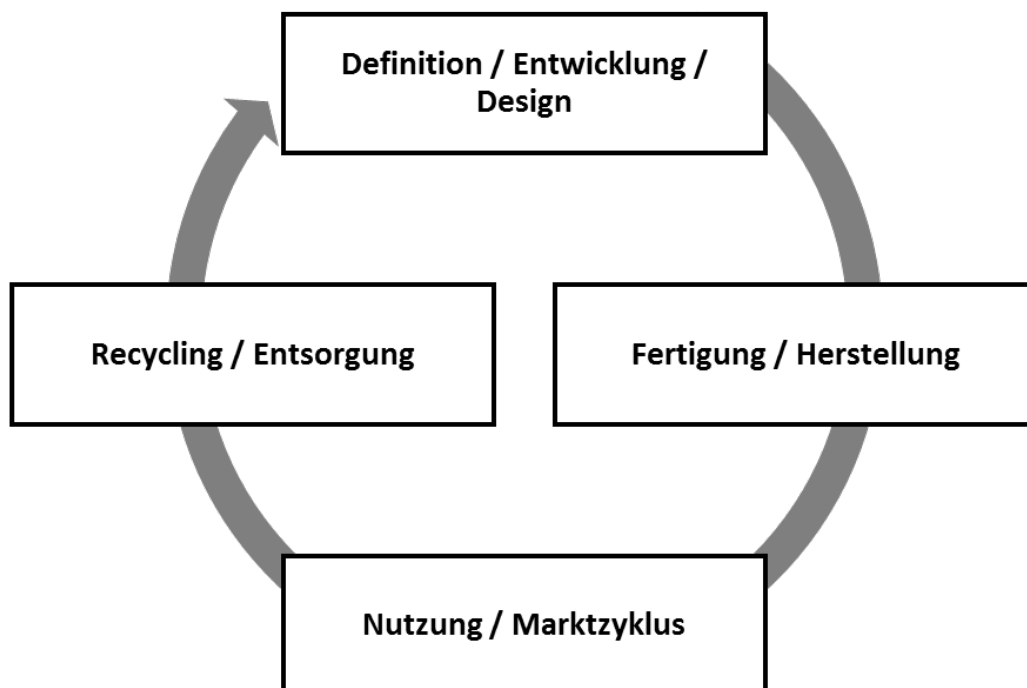 Definition / Entwicklung /
Design
Recycling / Entsorgung
Fertigung / Herstellung
Nutzung / Marktzyklus